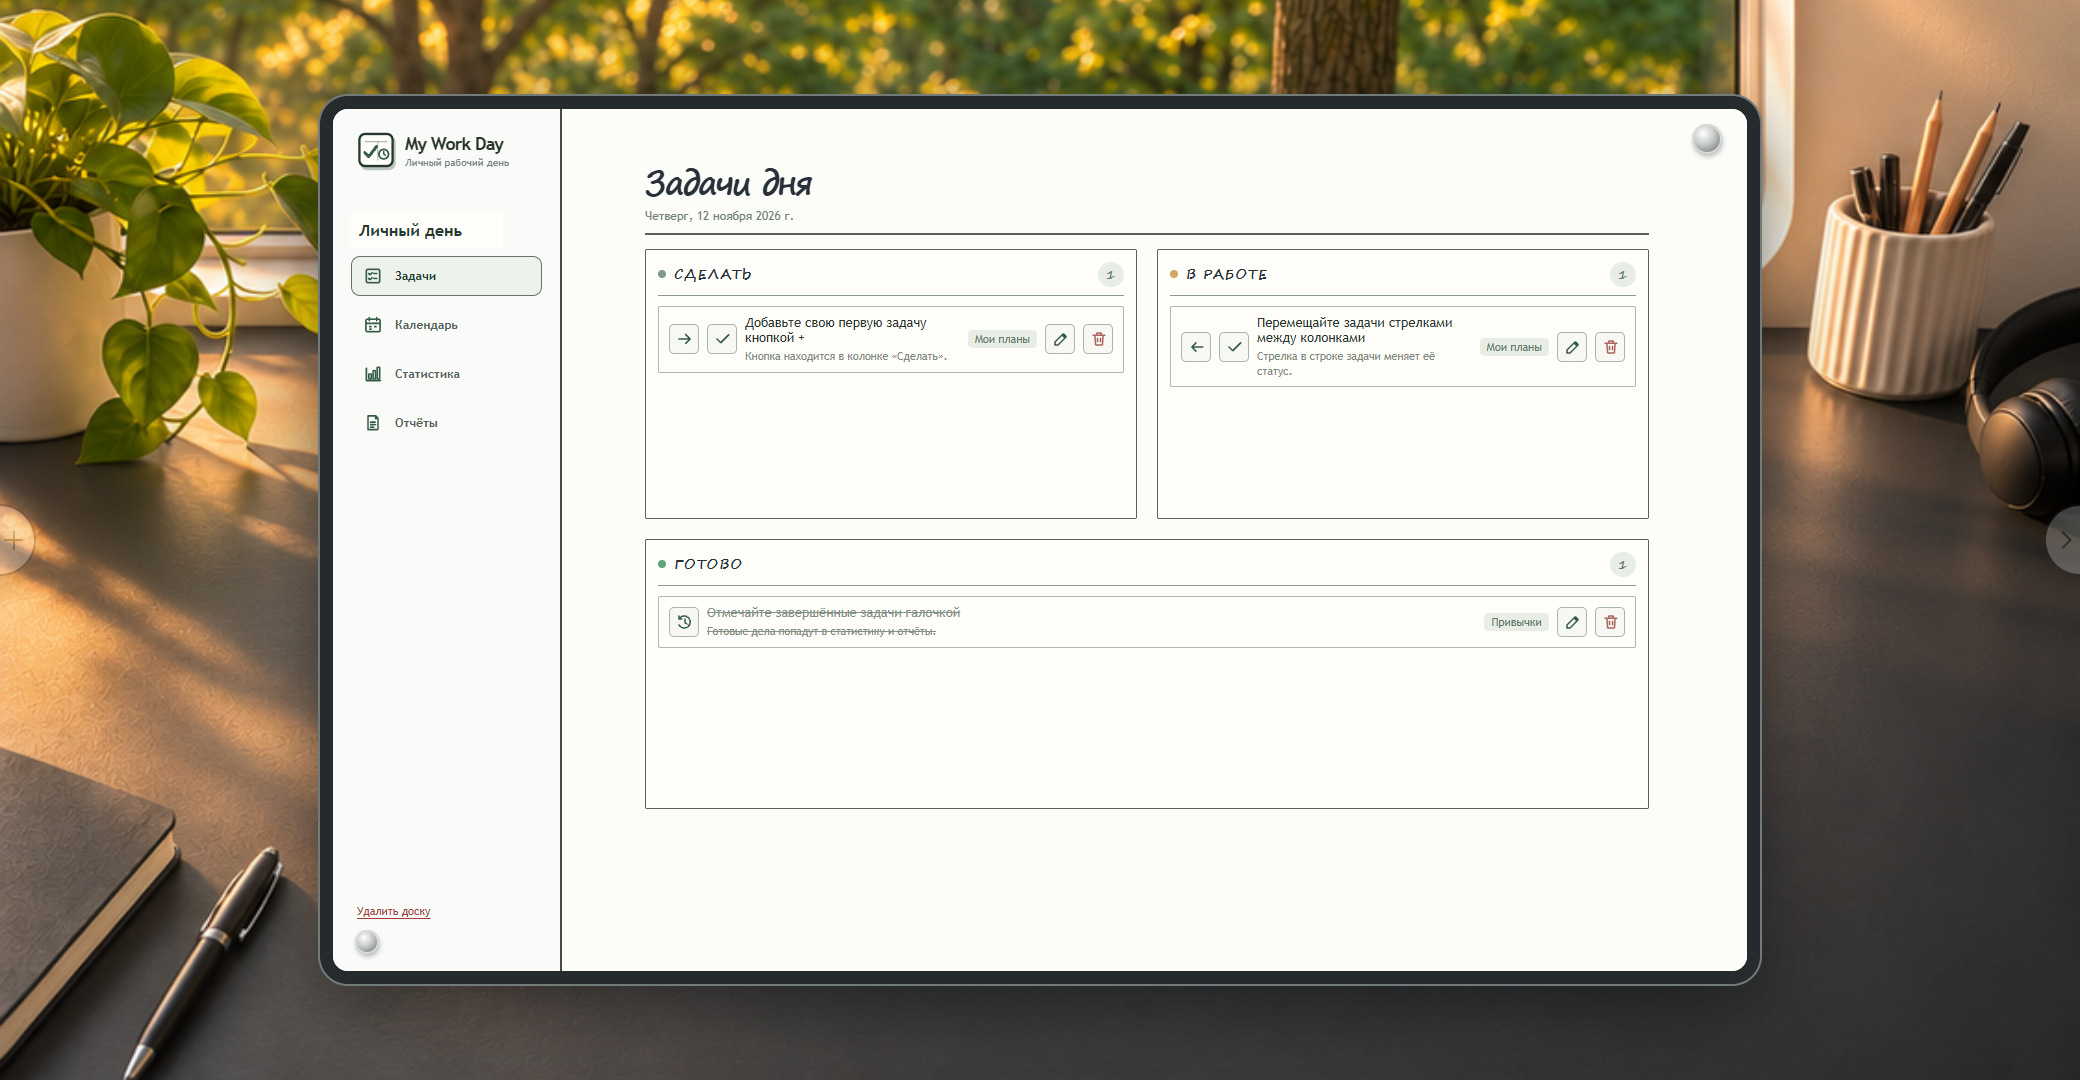 My Work Day
Личный рабочий день
Личный день
Задачи
Календарь
Статистика
Отчёты
Удалить доску
Задачи дня
Четверг, 12 ноября 2026 г.
СДЕЛАТЬ 1
Добавьте свою первую задачу
кнопкой +
Кнопка находится в колонке «Сделать».
Мои планы
В РАБОТЕ 1
Перемещайте задачи стрелками
между колонками
Стрелка в строке задачи меняет её
статус.
Мои планы
ГОТОВО 1
Отмечайте завершённые задачи галочкой
Готовые дела попадут в статистику и отчёты.
Привычки